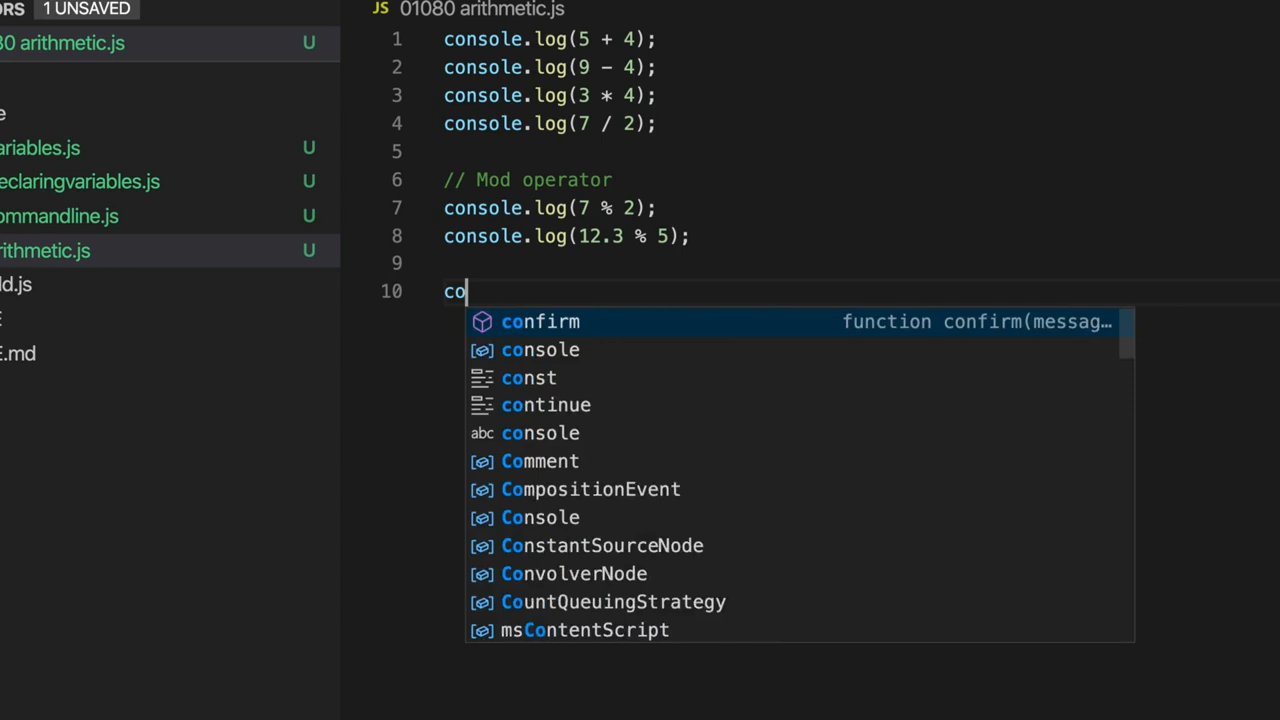 ORS 1 UNSAVED
80 arithmetic.js U
e
ariables.js U
eclaringvariables.js U
ommandline.js U
rithmetic.js U
ld.js
E
E.md
JS 01080 arithmetic.js
1 console.log(5 + 4);
2 console.log(9 - 4);
3 console.log(3 * 4);
4 console.log(7 / 2);
5
6 // Mod operator
7 console.log(7 % 2);
8 console.log(12.3 % 5);
9
10 co
confirm function confirm(messag…
console
const
continue
abc console
Comment
CompositionEvent
Console
ConstantSourceNode
ConvolverNode
CountQueuingStrategy
msContentScript